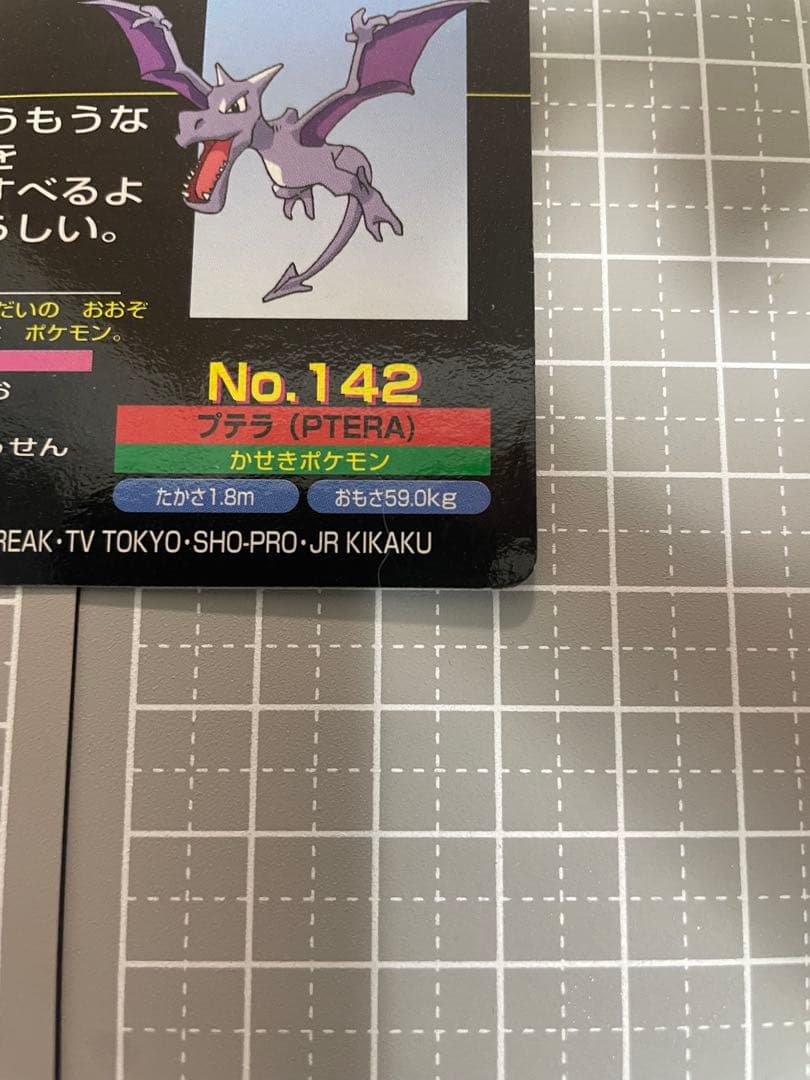 うもうな
を
すべるよ
らしい。
だいの おおぞ
ポケモン。
お
っせん
No.142
プテラ (PTERA)
かせきポケモン
たかさ1.8m
おもさ59.0kg
REAK・TV TOKYO・SHO-PRO・JR KIKAKU